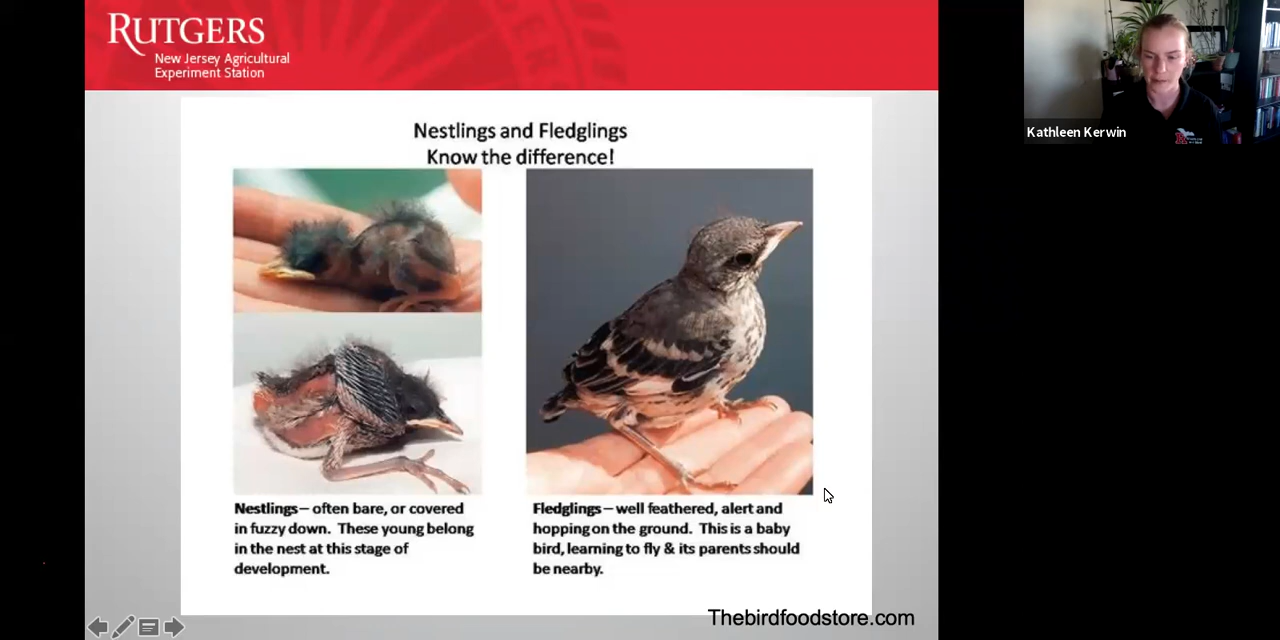 RUTGERS
New Jersey Agricultural
Experiment Station
Kathleen Kerwin
Nestlings and Fledglings
Know the difference!
Nestlings – often bare, or covered
in fuzzy down. These young belong
in the nest at this stage of
development.
Fledglings – well feathered, alert and
hopping on the ground. This is a baby
bird, learning to fly & its parents should
be nearby.
Thebirdfoodstore.com